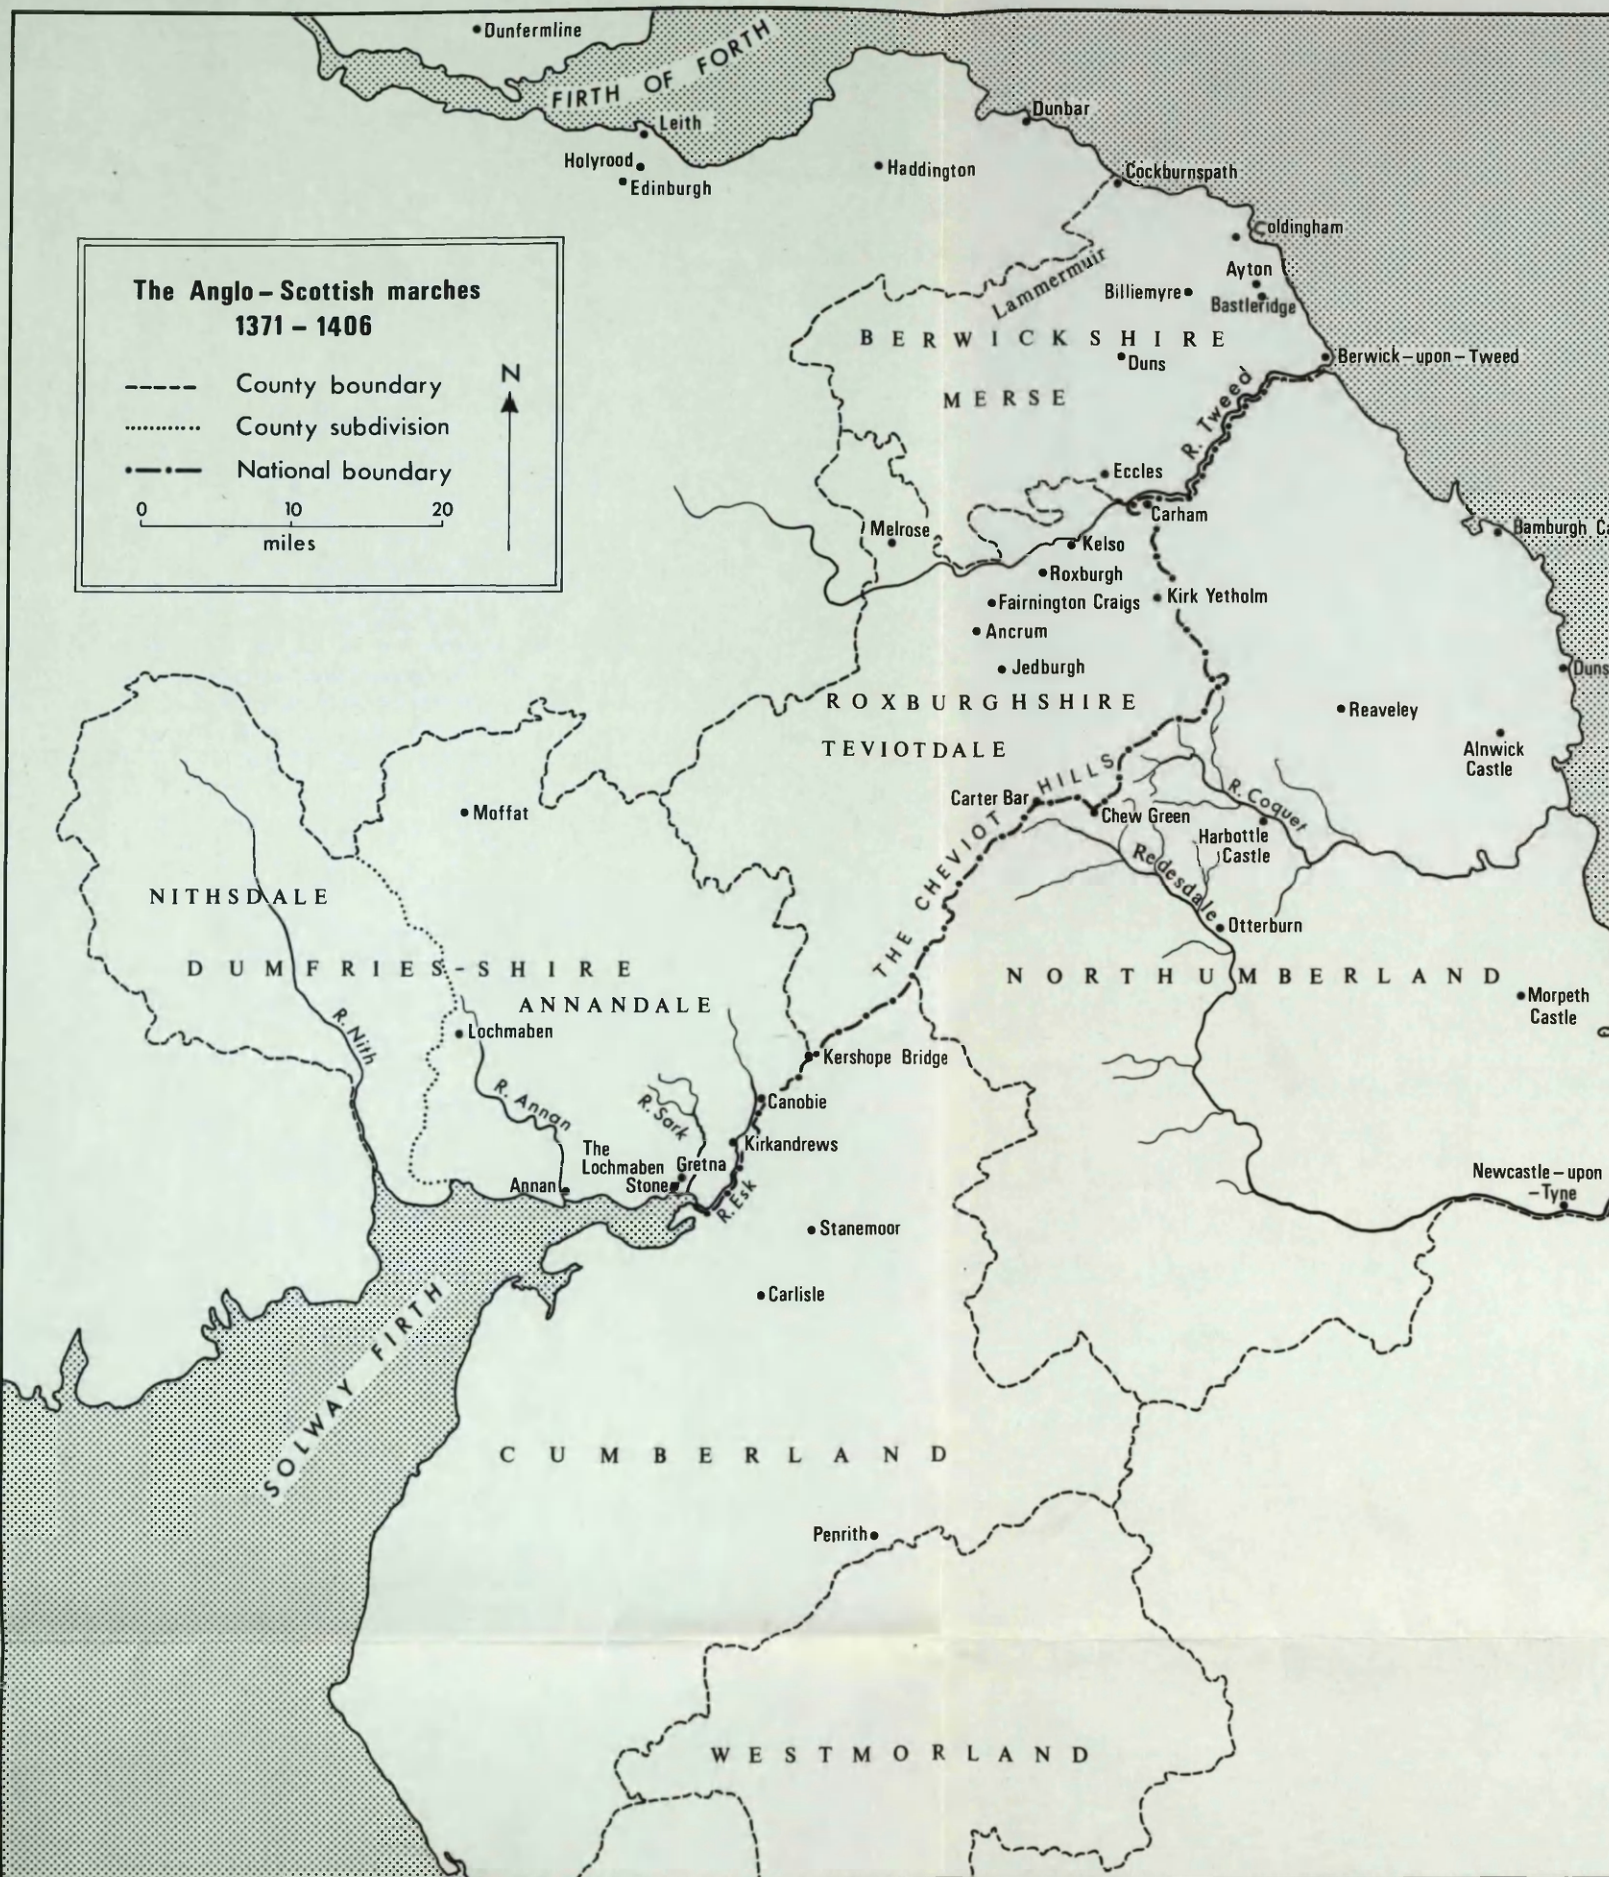 Dunfermline
FIRTH OF FORTH
Leith
Holyrood
Edinburgh
Haddington
Dunbar
Cockburnspath
Coldingham
Ayton
Billiemyre
Bastleridge
Lammermuir
The Anglo – Scottish marches
1371 – 1406
County boundary
County subdivision
National boundary
N
0 10 20
miles
BERWICKSHIRE
Duns
Berwick – upon – Tweed
MERSE
R. Tweed
Eccles
Carham
Melrose
Kelso
Bamburgh
Roxburgh
Fairnington Craigs
Kirk Yetholm
Ancrum
Jedburgh
ROXBURGHSHIRE
Reaveley
TEVIOTDALE
Alnwick
Castle
THE CHEVIOT HILLS
Carter Bar
Chew Green
R. Coquet
Harbottle
Castle
Redesdale
Otterburn
Moffat
NITHSDALE
DUMFRIES-SHIRE
ANNANDALE
NORTHUMBERLAND
Morpeth
Castle
R. Nith
Lochmaben
Kershope Bridge
R. Annan
R. Sark
Canobie
Kirkandrews
The
Lochmaben
Stone
Gretna
Annan
R. Esk
Newcastle – upon
– Tyne
Stanemoor
Carlisle
SOLWAY FIRTH
CUMBERLAND
Penrith
WESTMORLAND